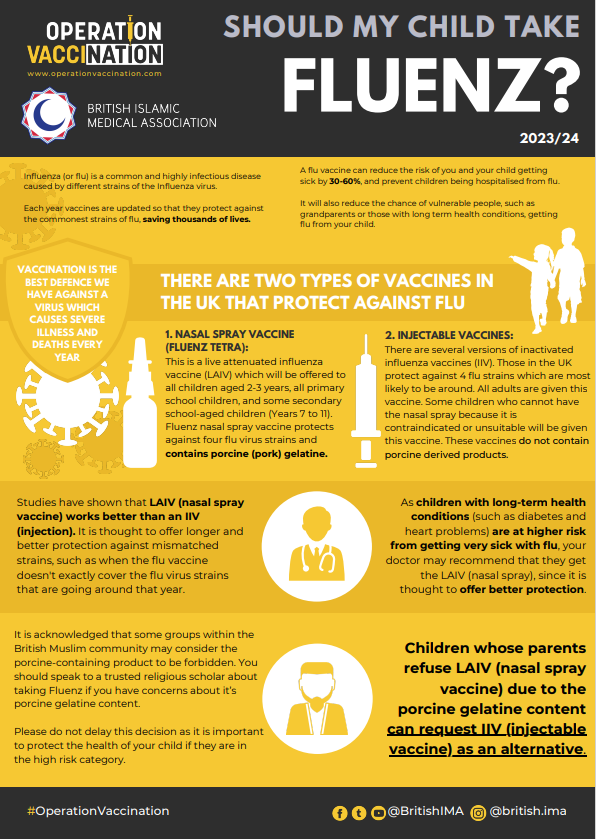 OPERATION
VACCINATION
www.operationvaccination.com
BRITISH ISLAMIC
MEDICAL ASSOCIATION
SHOULD MY CHILD TAKE
FLUENZ?
2023/24
Influenza (or flu) is a common and highly infectious disease
caused by different strains of the Influenza virus.
Each year vaccines are updated so that they protect against
the commonest strains of flu, saving thousands of lives.
A flu vaccine can reduce the risk of you and your child getting
sick by 30-60%, and prevent children being hospitalised from flu.
It will also reduce the chance of vulnerable people, such as
grandparents or those with long term health conditions, getting
flu from your child.
VACCINATION IS THE
BEST DEFENCE WE
HAVE AGAINST A
VIRUS WHICH
CAUSES SEVERE
ILLNESS AND
DEATHS EVERY
YEAR
THERE ARE TWO TYPES OF VACCINES IN
THE UK THAT PROTECT AGAINST FLU
1. NASAL SPRAY VACCINE
(FLUENZ TETRA):
This is a live attenuated influenza
vaccine (LAIV) which will be offered to
all children aged 2-3 years, all primary
school children, and some secondary
school-aged children (Years 7 to 11).
Fluenz nasal spray vaccine protects
against four flu virus strains and
contains porcine (pork) gelatine.
2. INJECTABLE VACCINES:
There are several versions of inactivated
influenza vaccines (IIV). Those in the UK
protect against 4 flu strains which are most
likely to be around. All adults are given this
vaccine. Some children who cannot have
the nasal spray because it is
contraindicated or unsuitable will be given
this vaccine. These vaccines do not contain
porcine derived products.
Studies have shown that LAIV (nasal spray
vaccine) works better than an IIV
(injection). It is thought to offer longer and
better protection against mismatched
strains, such as when the flu vaccine
doesn't exactly cover the flu virus strains
that are going around that year.
As children with long-term health
conditions (such as diabetes and
heart problems) are at higher risk
from getting very sick with flu, your
doctor may recommend that they get
the LAIV (nasal spray), since it is
thought to offer better protection.
It is acknowledged that some groups within the
British Muslim community may consider the
porcine-containing product to be forbidden. You
should speak to a trusted religious scholar about
taking Fluenz if you have concerns about it's
porcine gelatine content.
Please do not delay this decision as it is important
to protect the health of your child if they are in
the high risk category.
Children whose parents
refuse LAIV (nasal spray
vaccine) due to the
porcine gelatine content
can request IIV (injectable
vaccine) as an alternative.
#OperationVaccination
@BritishIMA
@british.ima